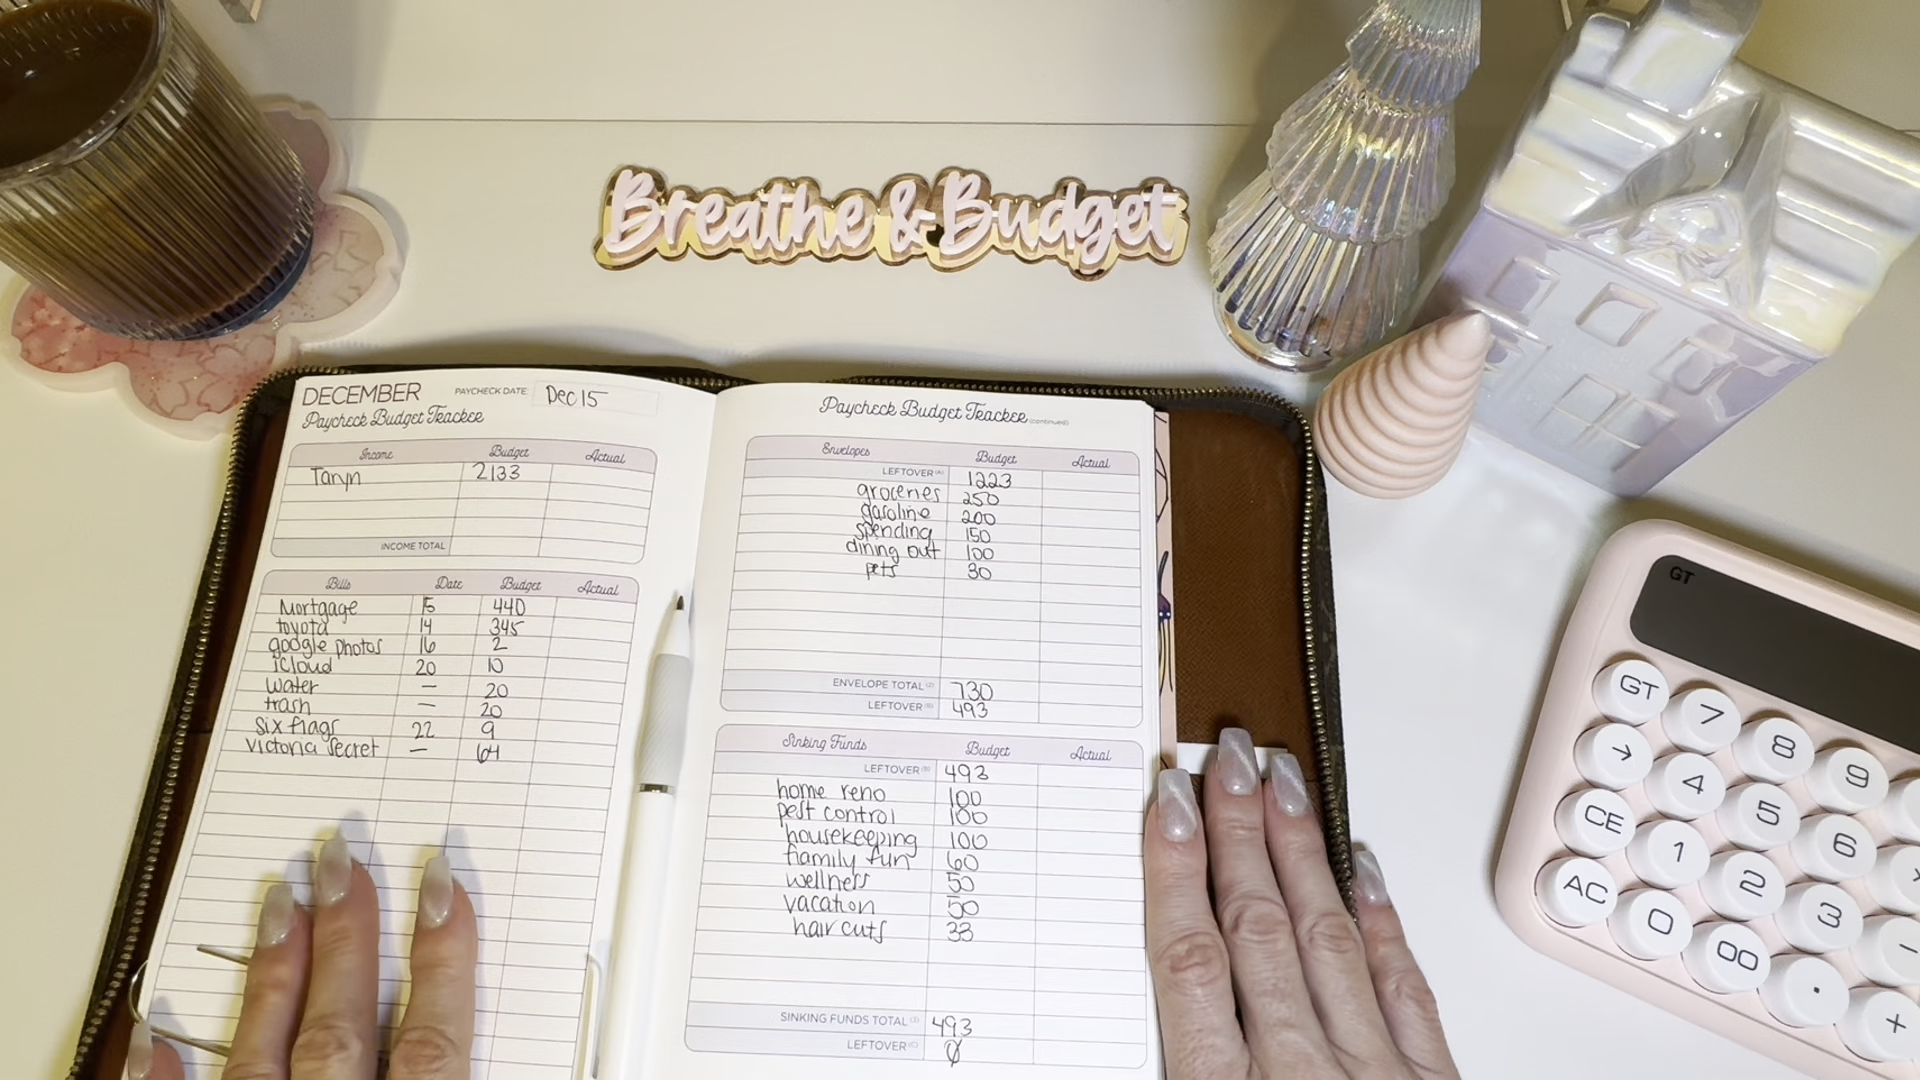 Breathe & Budget
DECEMBER PAYCHECK DATE: Dec 15
Paycheck Budget Tracker
Income Budget Actual
Taryn 2133
INCOME TOTAL
Bills Date Budget Actual
Mortgage 15 440
toyota 14 345
google photos 16 2
iCloud 20 10
water — 20
trash — 20
six flags 22 9
victoria secret — 64
Paycheck Budget Tracker (continued)
Envelopes Budget Actual
LEFTOVER (A) 1223
groceries 250
gasoline 200
spending 150
dining out 100
pets 30
ENVELOPE TOTAL (2) 730
LEFTOVER (B) 493
Sinking Funds Budget Actual
LEFTOVER (B) 493
home reno 100
pest control 100
housekeeping 100
family fun 60
wellness 50
vacation 50
hair cuts 33
SINKING FUNDS TOTAL (3) 493
LEFTOVER (C) 0
GT
GT 7 8 9
→ 4 5 6
CE 1 2 3 -
AC 0 00 . +